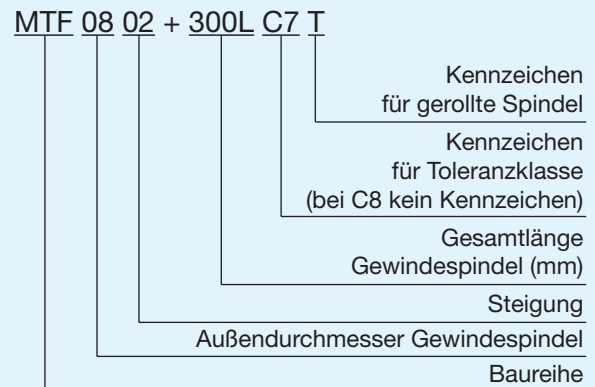 MTF 08 02 + 300L C7 T
Kennzeichen
für gerollte Spindel
Kennzeichen
für Toleranzklasse
(bei C8 kein Kennzeichen)
Gesamtlänge
Gewindespindel (mm)
Steigung
Außendurchmesser Gewindespindel
Baureihe